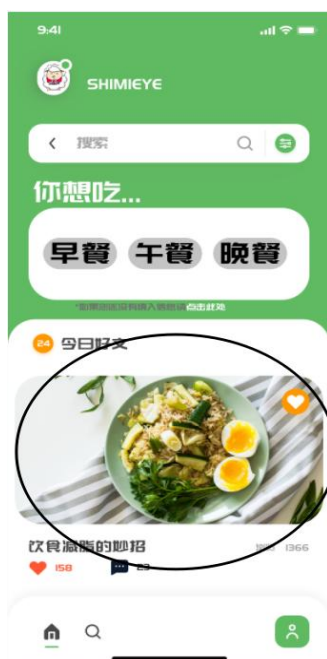 9:41
SHIMIEYE
搜索
你想吃...
早餐 午餐 晚餐
点击此处
24 今日好文
饮食减脂的妙招
1366
158 23